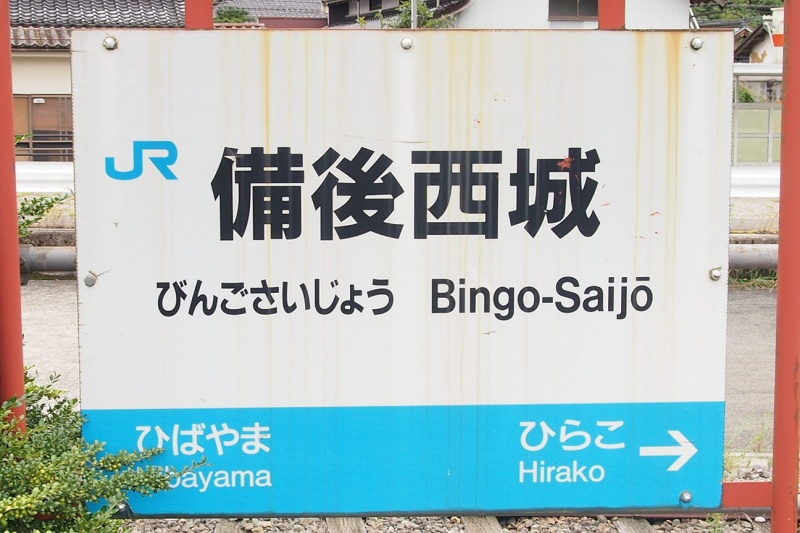 JR
備後西城
びんごさいじょう Bingo-Saijō
ひばやま ひらこ →
Hibayama Hirako